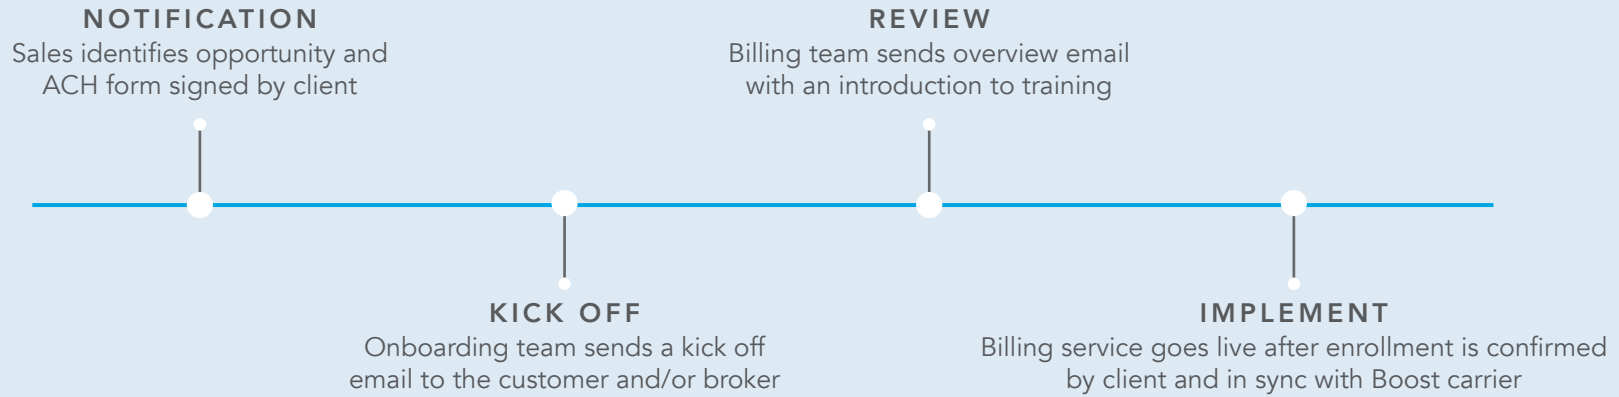 NOTIFICATION
Sales identifies opportunity and
ACH form signed by client
KICK OFF
Onboarding team sends a kick off
email to the customer and/or broker
REVIEW
Billing team sends overview email
with an introduction to training
IMPLEMENT
Billing service goes live after enrollment is confirmed
by client and in sync with Boost carrier